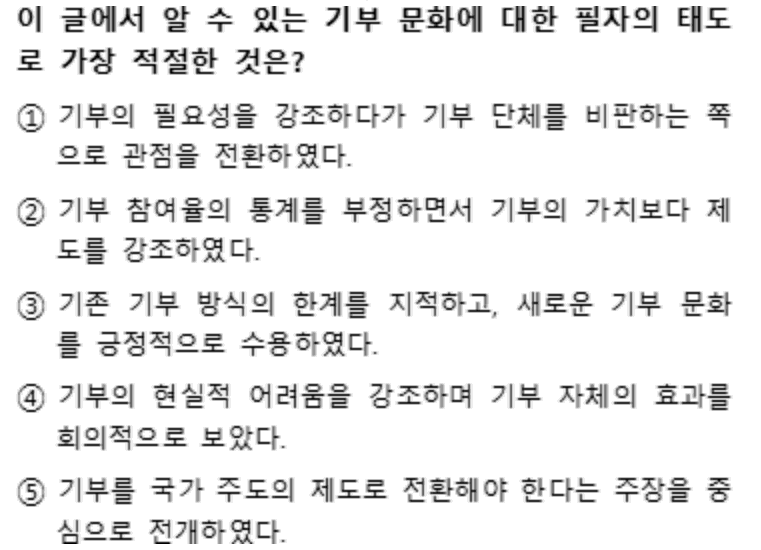 이 글에서 알 수 있는 기부 문화에 대한 필자의 태도
로 가장 적절한 것은?
① 기부의 필요성을 강조하다가 기부 단체를 비판하는 쪽
으로 관점을 전환하였다.
② 기부 참여율의 통계를 부정하면서 기부의 가치보다 제
도를 강조하였다.
③ 기존 기부 방식의 한계를 지적하고, 새로운 기부 문화
를 긍정적으로 수용하였다.
④ 기부의 현실적 어려움을 강조하며 기부 자체의 효과를
회의적으로 보았다.
⑤ 기부를 국가 주도의 제도로 전환해야 한다는 주장을 중
심으로 전개하였다.